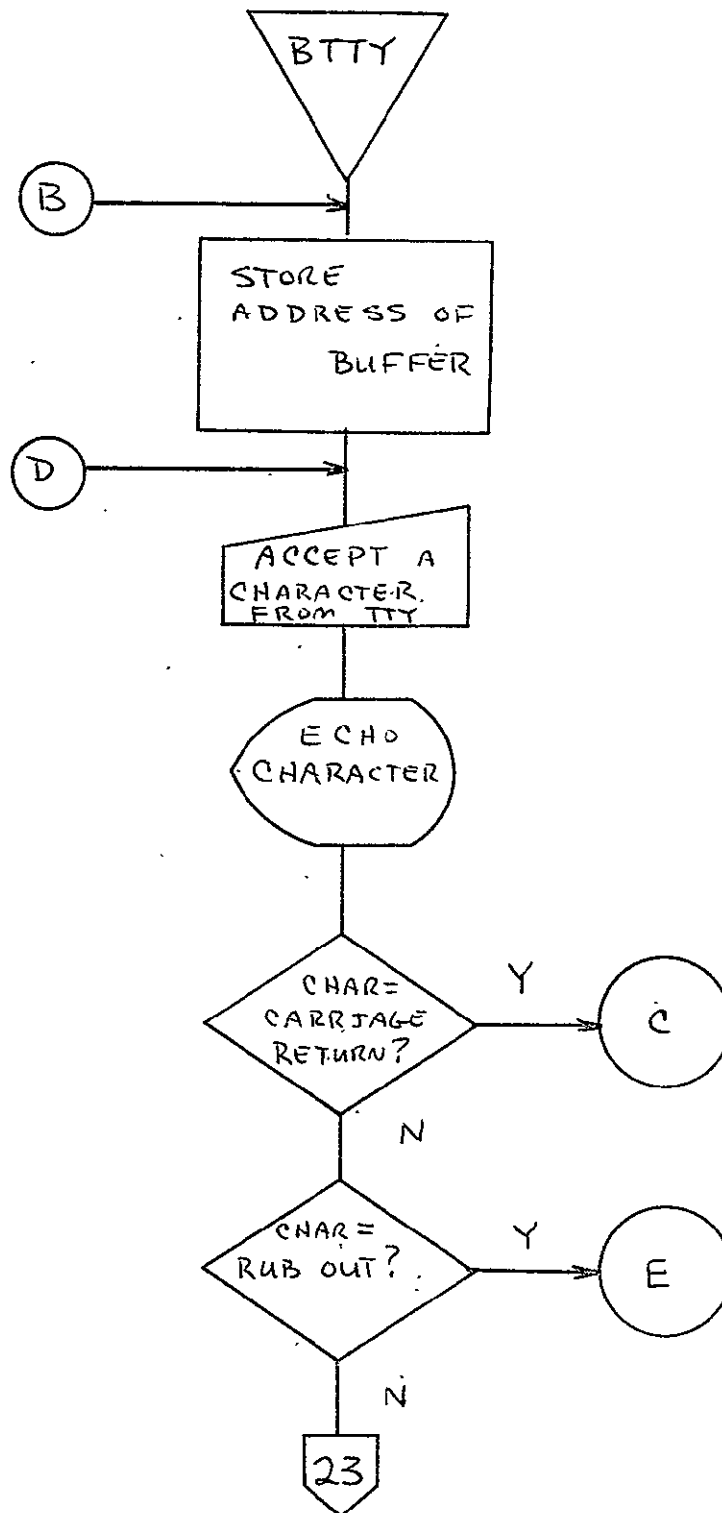 BTTY
B
STORE
ADDRESS OF
BUFFER
D
ACCEPT A
CHARACTER
FROM TTY
ECHO
CHARACTER
CHAR=
CARRIAGE
RETURN?
Y
C
N
CHAR=
RUB OUT?
Y
E
N
23